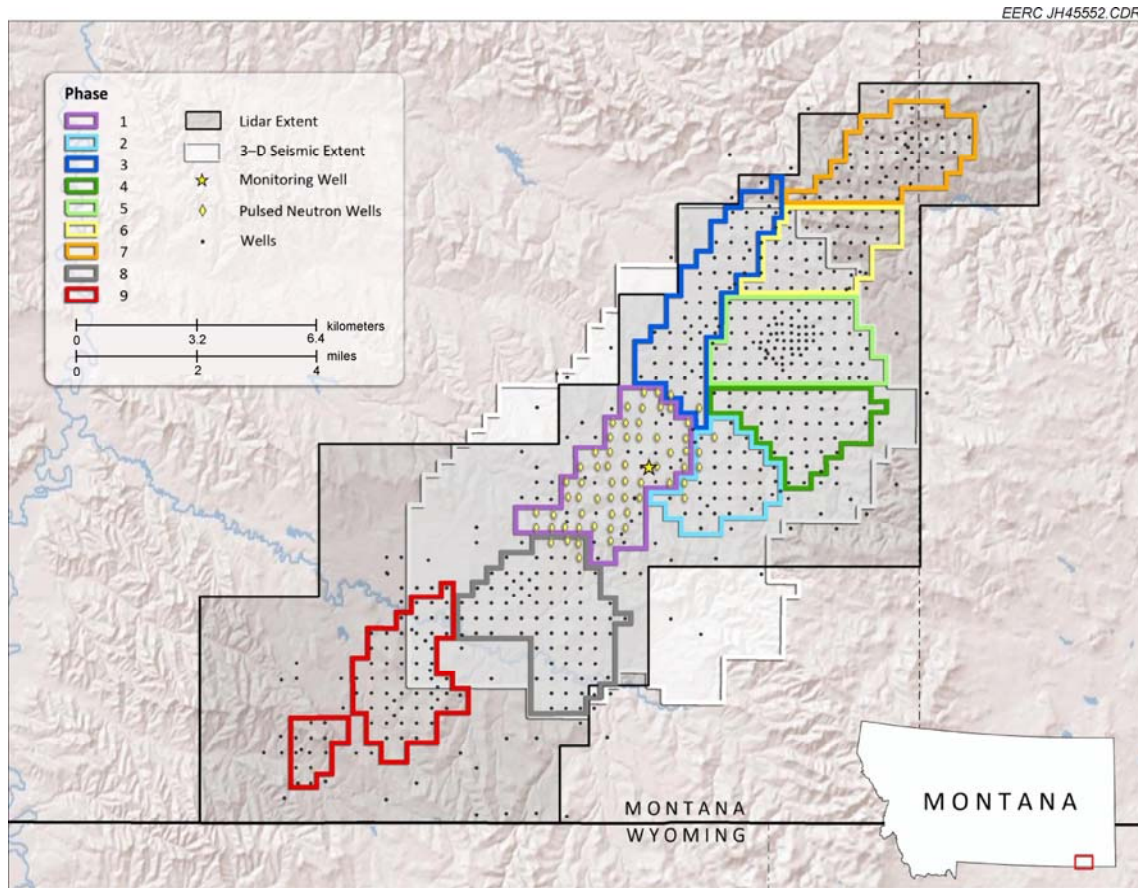 EERC JH45552.CDR
Phase
1
2
3
4
5
6
7
8
9
Lidar Extent
3–D Seismic Extent
Monitoring Well
Pulsed Neutron Wells
Wells
kilometers
0 3.2 6.4
miles
0 2 4
MONTANA
WYOMING
MONTANA